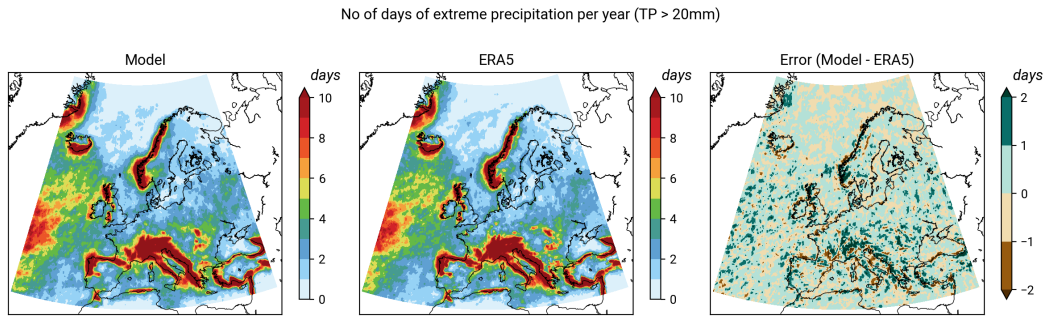 No of days of extreme precipitation per year (TP > 20mm)
Model
days
10
8
6
4
2
0
ERA5
days
10
8
6
4
2
0
Error (Model - ERA5)
days
2
1
0
−1
−2